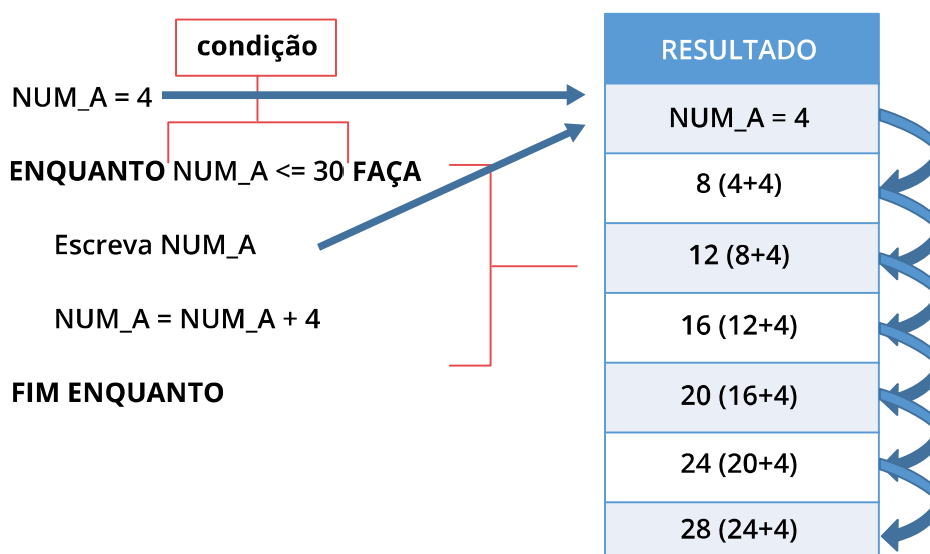 condição
NUM_A = 4
ENQUANTO NUM_A <= 30 FAÇA
Escreva NUM_A
NUM_A = NUM_A + 4
FIM ENQUANTO
RESULTADO
NUM_A = 4
8 (4+4)
12 (8+4)
16 (12+4)
20 (16+4)
24 (20+4)
28 (24+4)